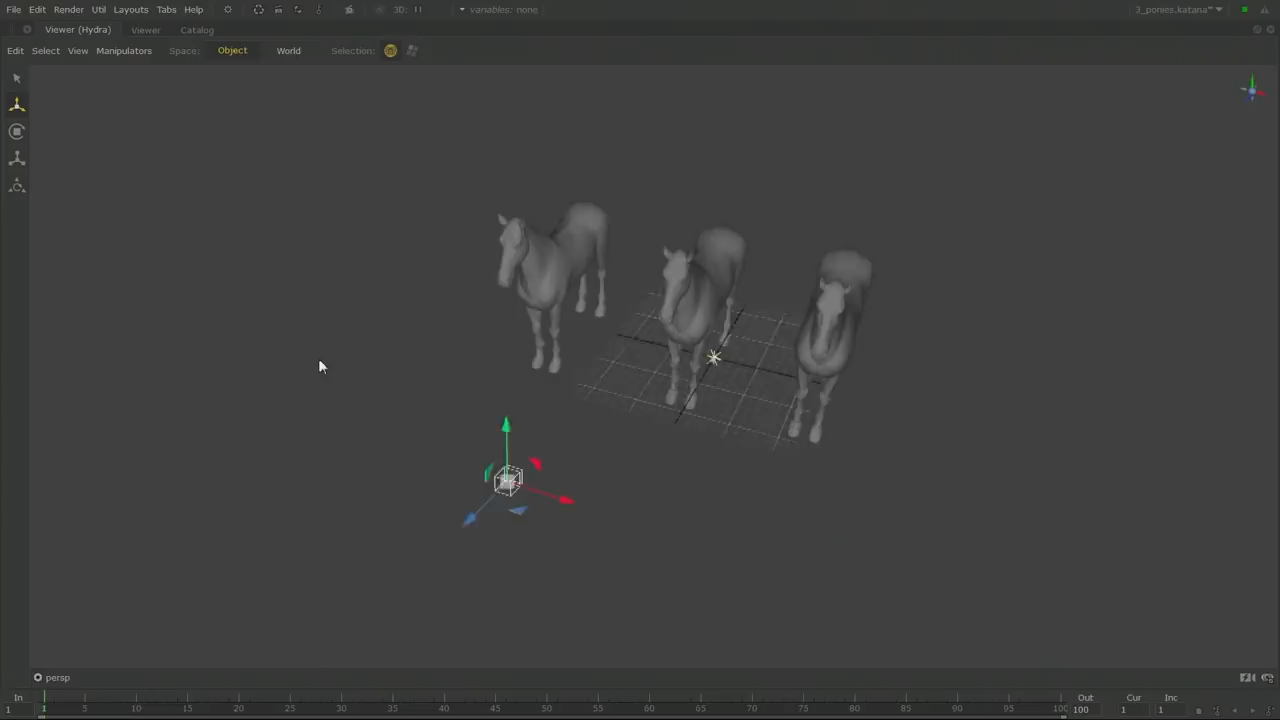 File Edit Render Util Layouts Tabs Help 3D: variables: none 3_ponies.katana*
Viewer (Hydra) Viewer Catalog
Edit Select View Manipulators Space: Object World Selection:
persp
In Out Cur Inc
1 1 5 10 15 20 25 30 35 40 45 50 55 60 65 70 75 80 85 90 95 100 100 1 1